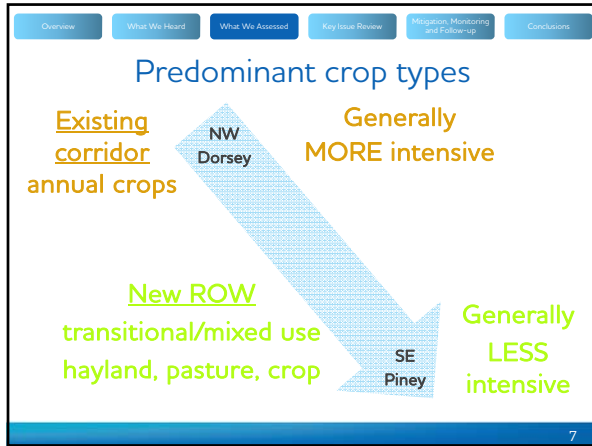 Overview
What We Heard
What We Assessed
Key Issue Review
Mitigation, Monitoring
and Follow-up
Conclusions
Predominant crop types
Existing
corridor
annual crops
NW
Dorsey
Generally
MORE intensive
New ROW
transitional/mixed use
hayland, pasture, crop
SE
Piney
Generally
LESS
intensive
7